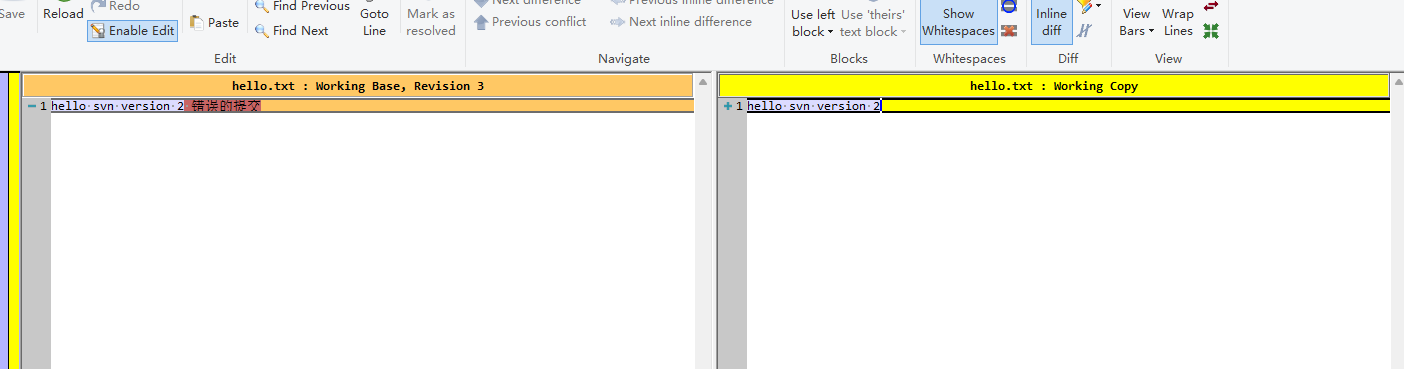 Save
Reload
Redo
Enable Edit
Paste
Find Previous
Find Next
Goto
Line
Mark as
resolved
Edit
Next difference
Previous conflict
Previous inline difference
Next inline difference
Navigate
Use left
block
Use 'theirs'
text block
Blocks
Show
Whitespaces
Whitespaces
Inline
diff
Diff
View
Bars
Wrap
Lines
View
hello.txt : Working Base, Revision 3
hello.txt : Working Copy
1 hello svn version 2 错误的提交
1 hello svn version 2